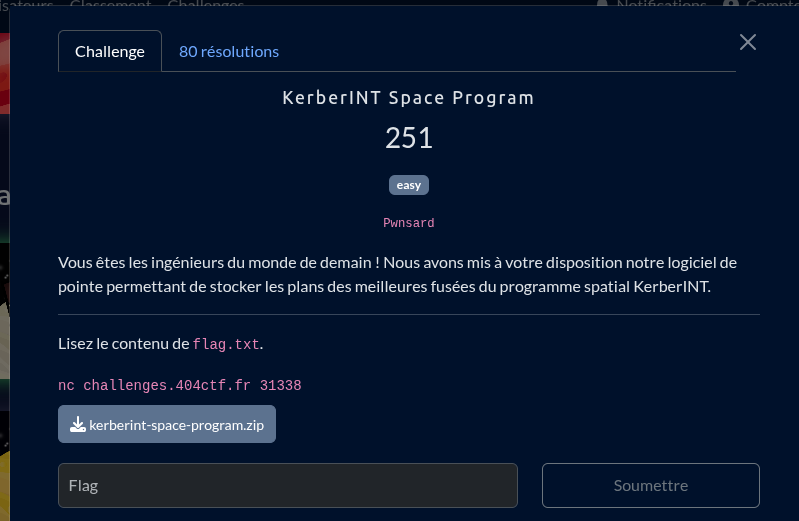 Classement
Challenges
Notifications
Challenge
80 résolutions
KerberINT Space Program
251
easy
Pwnsard
Vous êtes les ingénieurs du monde de demain ! Nous avons mis à votre disposition notre logiciel de
pointe permettant de stocker les plans des meilleures fusées du programme spatial KerberINT.
Lisez le contenu de flag.txt.
nc challenges.404ctf.fr 31338
kerberint-space-program.zip
Flag
Soumettre